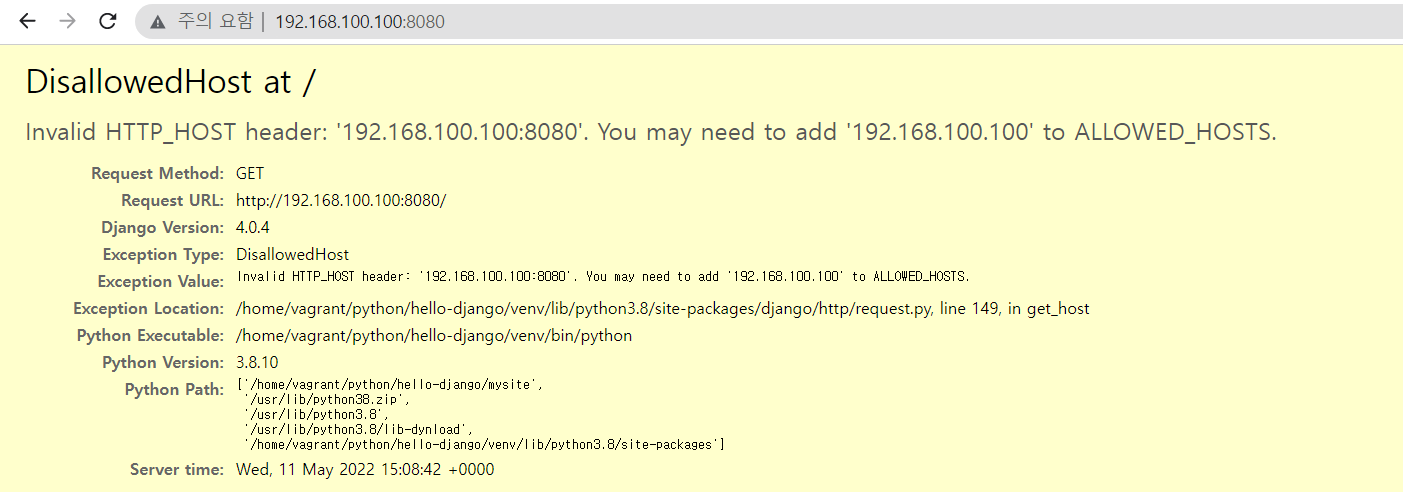 주의 요함 | 192.168.100.100:8080
DisallowedHost at /
Invalid HTTP_HOST header: '192.168.100.100:8080'. You may need to add '192.168.100.100' to ALLOWED_HOSTS.
Request Method: GET
Request URL: http://192.168.100.100:8080/
Django Version: 4.0.4
Exception Type: DisallowedHost
Exception Value: Invalid HTTP_HOST header: '192.168.100.100:8080'. You may need to add '192.168.100.100' to ALLOWED_HOSTS.
Exception Location: /home/vagrant/python/hello-django/venv/lib/python3.8/site-packages/django/http/request.py, line 149, in get_host
Python Executable: /home/vagrant/python/hello-django/venv/bin/python
Python Version: 3.8.10
Python Path: ['/home/vagrant/python/hello-django/mysite',
'/usr/lib/python38.zip',
'/usr/lib/python3.8',
'/usr/lib/python3.8/lib-dynload',
'/home/vagrant/python/hello-django/venv/lib/python3.8/site-packages']
Server time: Wed, 11 May 2022 15:08:42 +0000